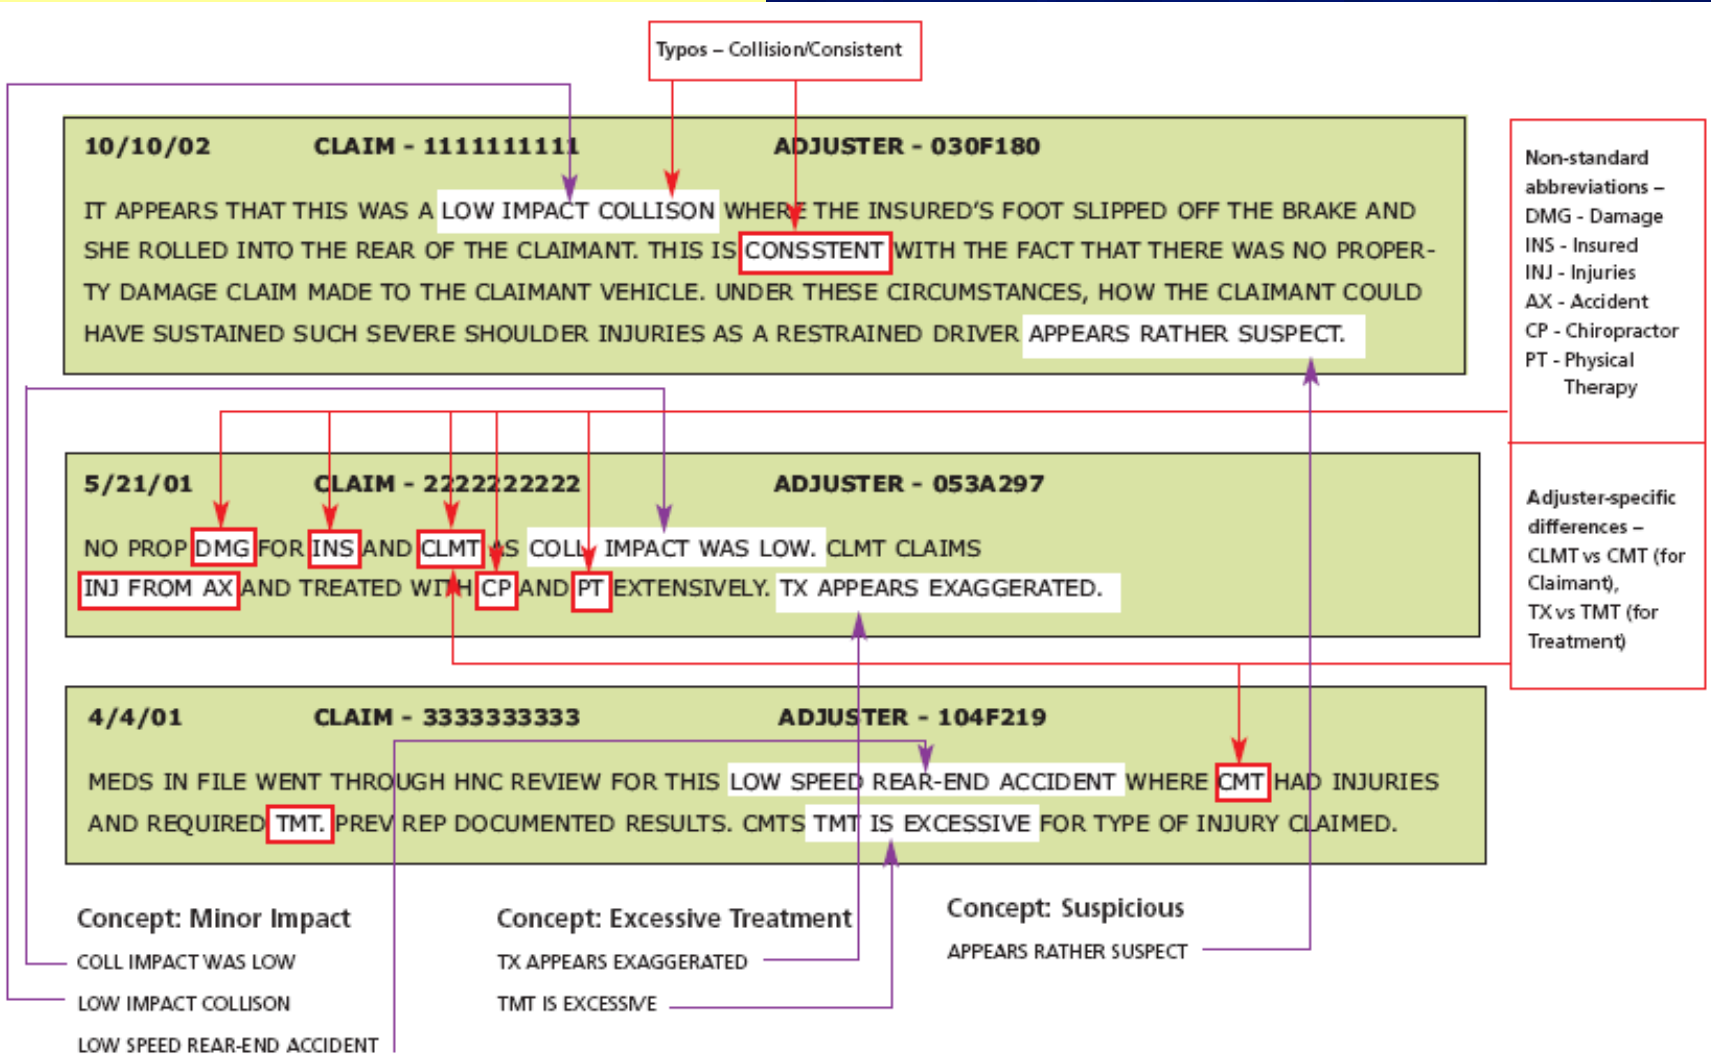 Typos – Collision/Consistent
10/10/02 CLAIM - 1111111111 ADJUSTER - 030F180
IT APPEARS THAT THIS WAS A LOW IMPACT COLLISON WHERE THE INSURED'S FOOT SLIPPED OFF THE BRAKE AND
SHE ROLLED INTO THE REAR OF THE CLAIMANT. THIS IS CONSSTENT WITH THE FACT THAT THERE WAS NO PROPER-
TY DAMAGE CLAIM MADE TO THE CLAIMANT VEHICLE. UNDER THESE CIRCUMSTANCES, HOW THE CLAIMANT COULD
HAVE SUSTAINED SUCH SEVERE SHOULDER INJURIES AS A RESTRAINED DRIVER APPEARS RATHER SUSPECT.
Non-standard
abbreviations –
DMG - Damage
INS - Insured
INJ - Injuries
AX - Accident
CP - Chiropractor
PT - Physical
Therapy
5/21/01 CLAIM - 2222222222 ADJUSTER - 053A297
NO PROP DMG FOR INS AND CLMT AS COLL IMPACT WAS LOW. CLMT CLAIMS
INJ FROM AX AND TREATED WITH CP AND PT EXTENSIVELY. TX APPEARS EXAGGERATED.
Adjuster-specific
differences –
CLMT vs CMT (for
Claimant),
TX vs TMT (for
Treatment)
4/4/01 CLAIM - 3333333333 ADJUSTER - 104F219
MEDS IN FILE WENT THROUGH HNC REVIEW FOR THIS LOW SPEED REAR-END ACCIDENT WHERE CMT HAD INJURIES
AND REQUIRED TMT. PREV REP DOCUMENTED RESULTS. CMTS TMT IS EXCESSIVE FOR TYPE OF INJURY CLAIMED.
Concept: Minor Impact
COLL IMPACT WAS LOW
LOW IMPACT COLLISON
LOW SPEED REAR-END ACCIDENT
Concept: Excessive Treatment
TX APPEARS EXAGGERATED
TMT IS EXCESSIVE
Concept: Suspicious
APPEARS RATHER SUSPECT